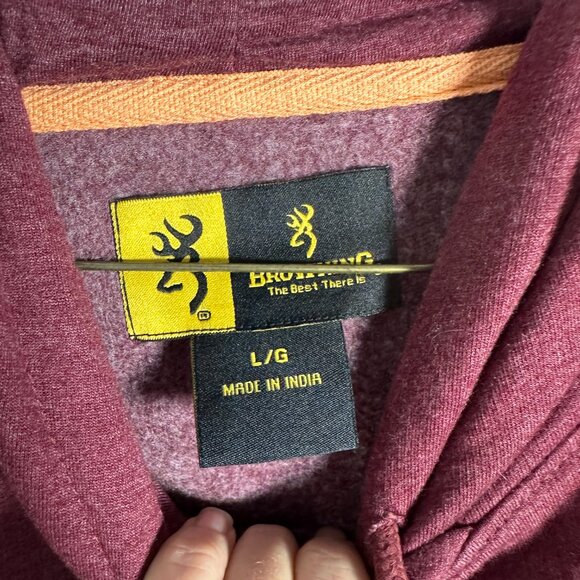 BROWNING
The Best There Is
L/G
MADE IN INDIA